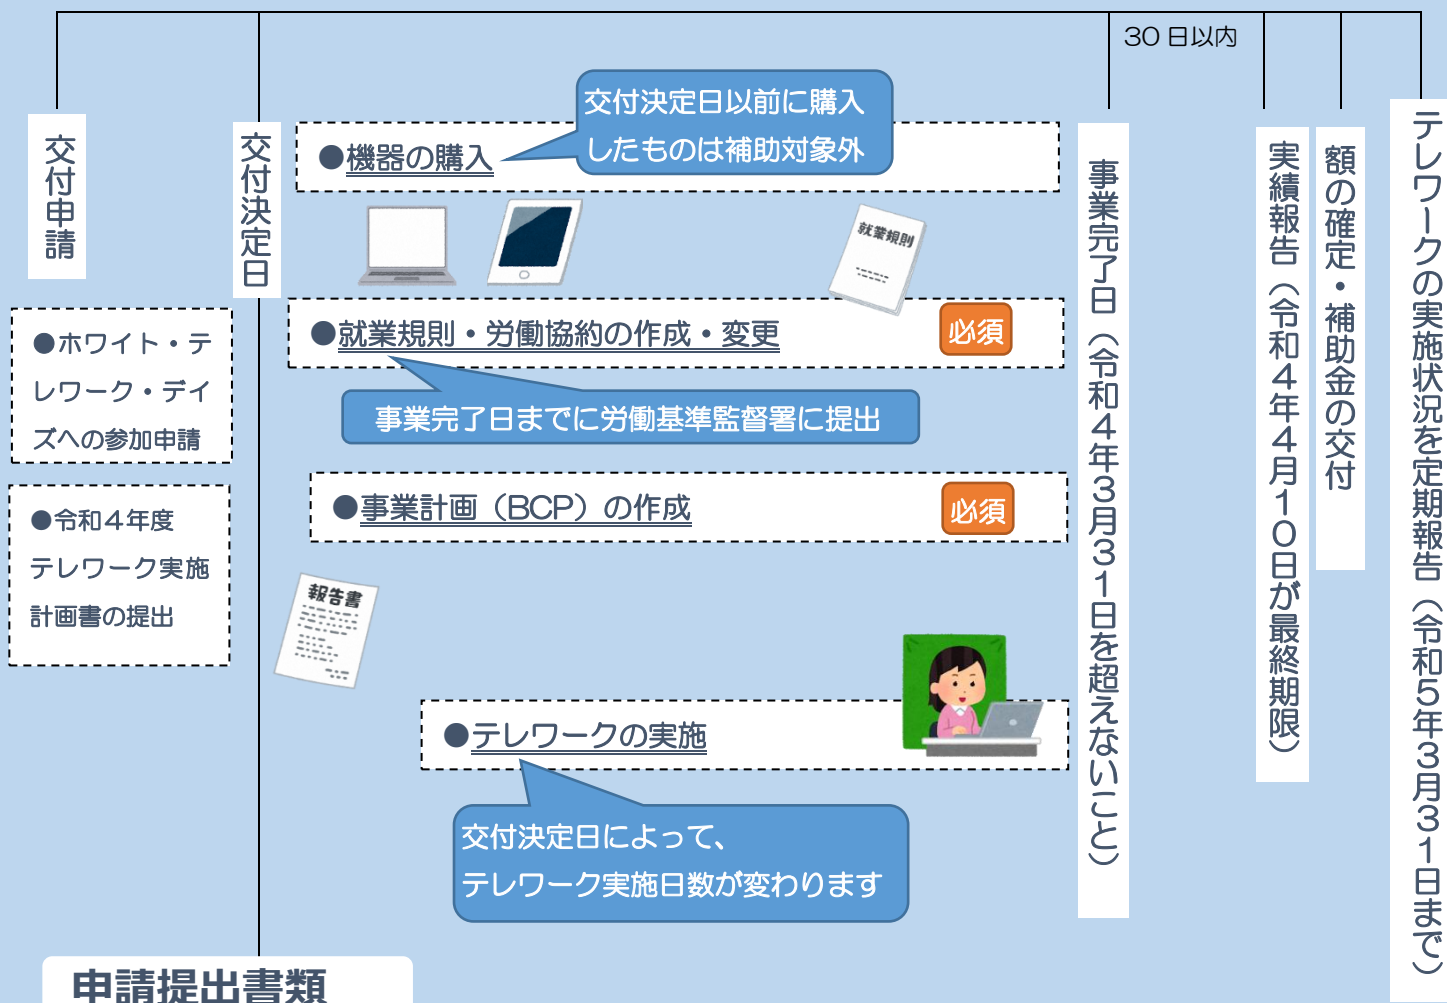 30日以内
交付申請
●ホワイト・テ
レワーク・デイ
ズへの参加申請
●令和４年度
テレワーク実施
計画書の提出
交付決定日
●機器の購入
交付決定日以前に購入
したものは補助対象外
就業規則
●就業規則・労働協約の作成・変更
必須
事業完了日までに労働基準監督署に提出
●事業計画（BCP）の作成
必須
報告書
●テレワークの実施
交付決定日によって、
テレワーク実施日数が変わります
事業完了日（令和４年３月３１日を超えないこと）
実績報告（令和４年４月１０日が最終期限）
額の確定・補助金の交付
テレワークの実施状況を定期報告（令和５年３月３１日まで）
申請提出書類